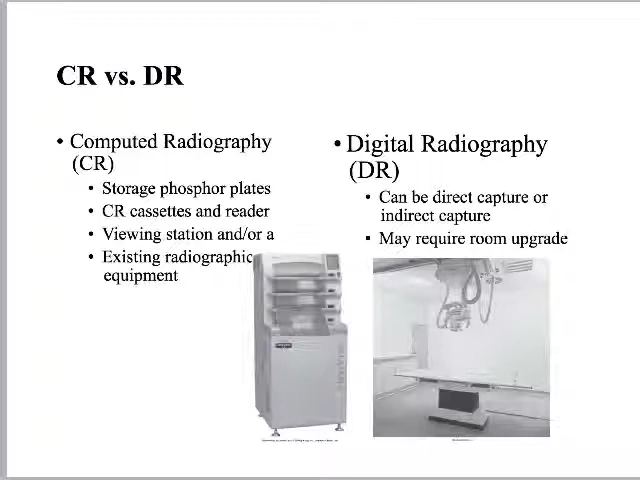 CR vs. DR
• Computed Radiography
(CR)
• Storage phosphor plates
• CR cassettes and reader
• Viewing station and/or a
• Existing radiographic
equipment
• Digital Radiography
(DR)
• Can be direct capture or
indirect capture
• May require room upgrade